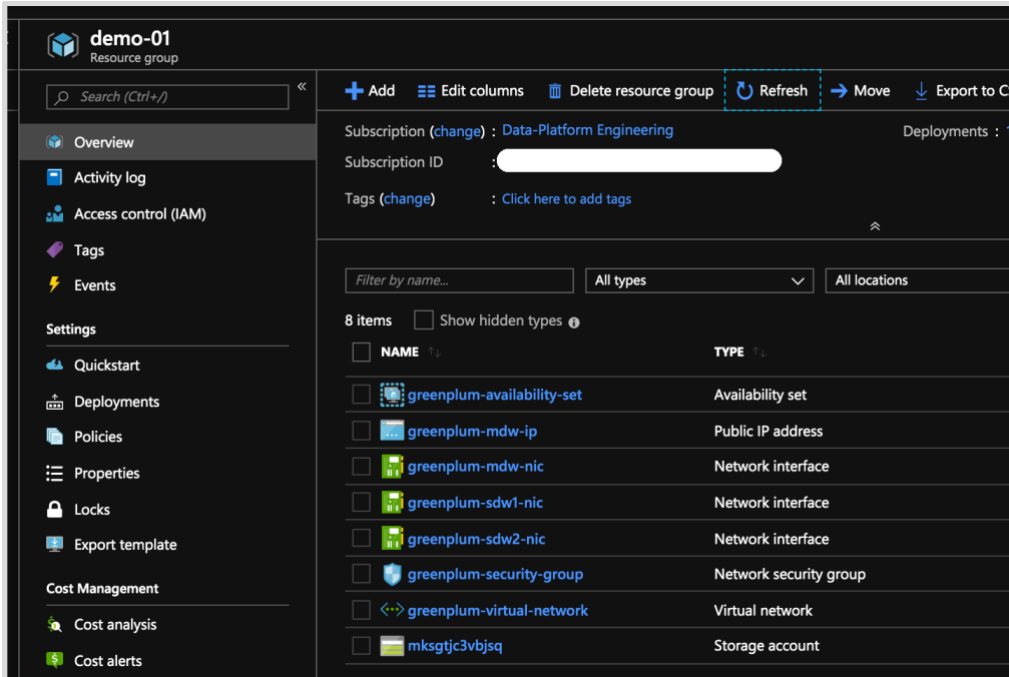 demo-01
Resource group
Search (Ctrl+/)
«
Overview
Activity log
Access control (IAM)
Tags
Events
Settings
Quickstart
Deployments
Policies
Properties
Locks
Export template
Cost Management
Cost analysis
Cost alerts
Add Edit columns Delete resource group Refresh Move Export to C
Subscription (change) : Data-Platform Engineering Deployments :
Subscription ID :
Tags (change) : Click here to add tags
Filter by name... All types All locations
8 items Show hidden types
NAME TYPE
greenplum-availability-set Availability set
greenplum-mdw-ip Public IP address
greenplum-mdw-nic Network interface
greenplum-sdw1-nic Network interface
greenplum-sdw2-nic Network interface
greenplum-security-group Network security group
greenplum-virtual-network Virtual network
mksgtjc3vbjsq Storage account